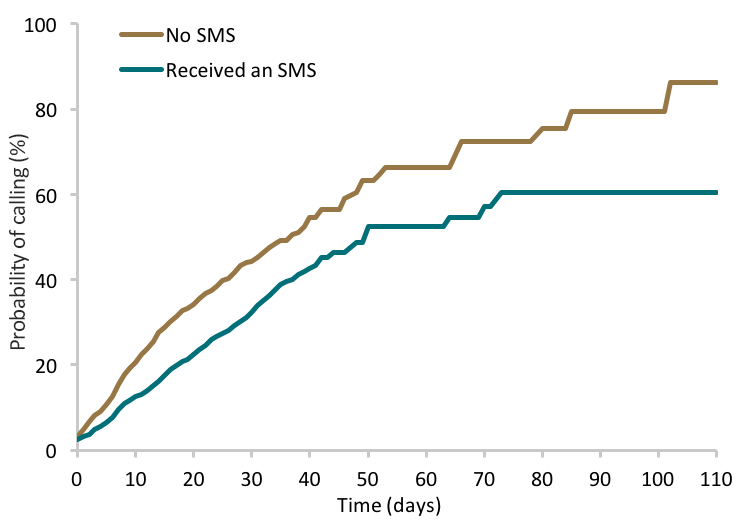 100
80
60
40
20
0
Probability of calling (%)
No SMS
Received an SMS
0 10 20 30 40 50 60 70 80 90 100 110
Time (days)